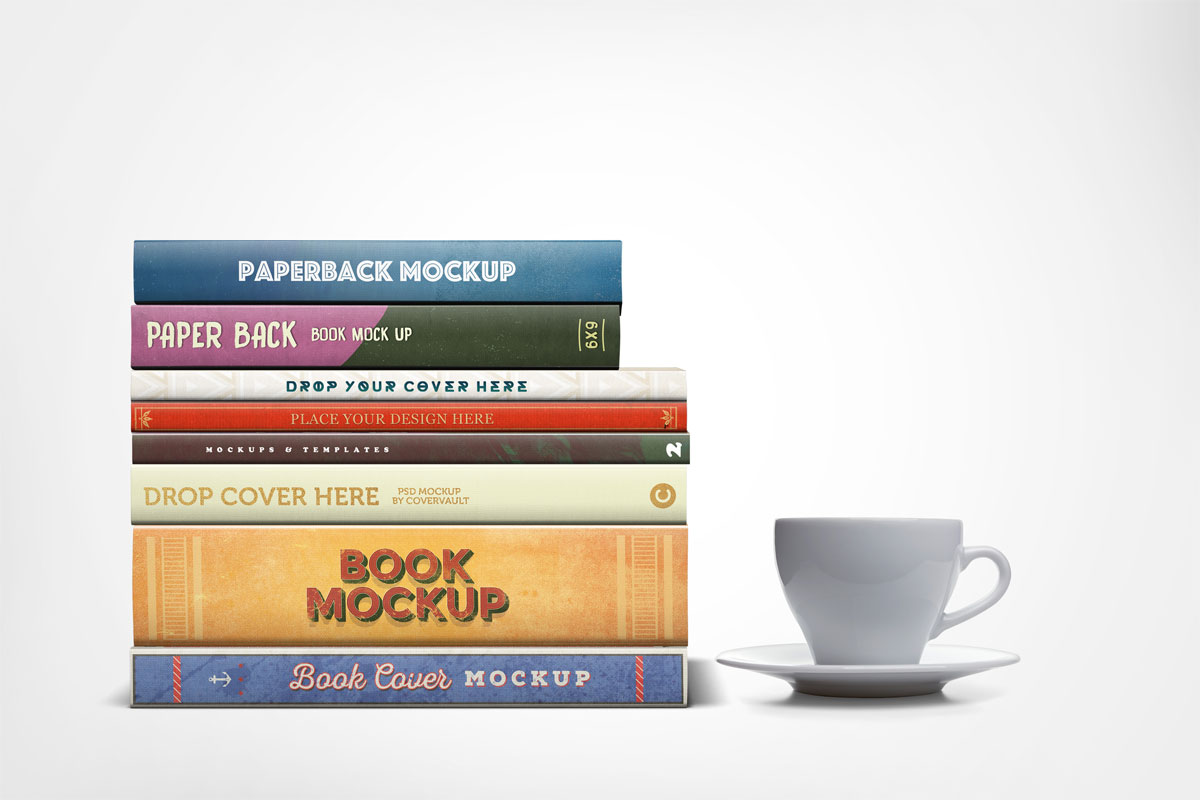 PAPERBACK MOCKUP
PAPER BACK BOOK MOCK UP 6X9
DROP YOUR COVER HERE
PLACE YOUR DESIGN HERE
MOCKUPS & TEMPLATES 2
DROP COVER HERE
PSD MOCKUP
BY COVERVAULT
BOOK
MOCKUP
Book Cover MOCKUP